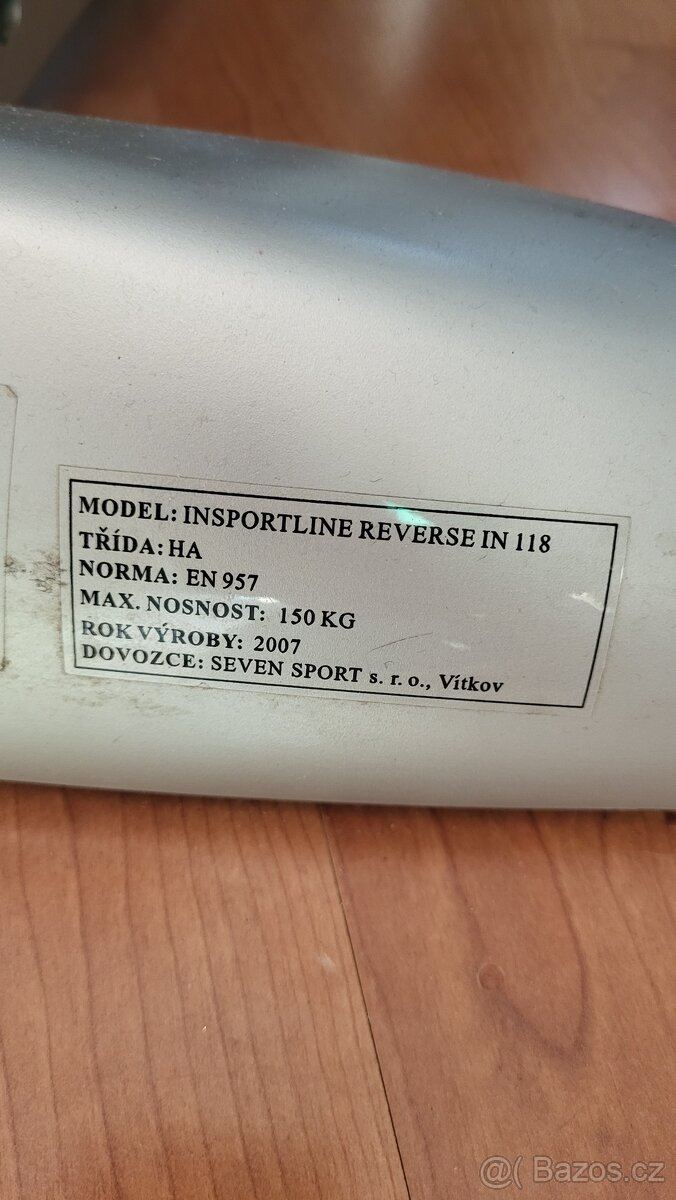 MODEL: INSPORTLINE REVERSE IN 118
TŘÍDA: HA
NORMA: EN 957
MAX. NOSNOST: 150 KG
ROK VÝROBY: 2007
DOVOZCE: SEVEN SPORT s. r. o., Vítkov
@( Bazos.cz